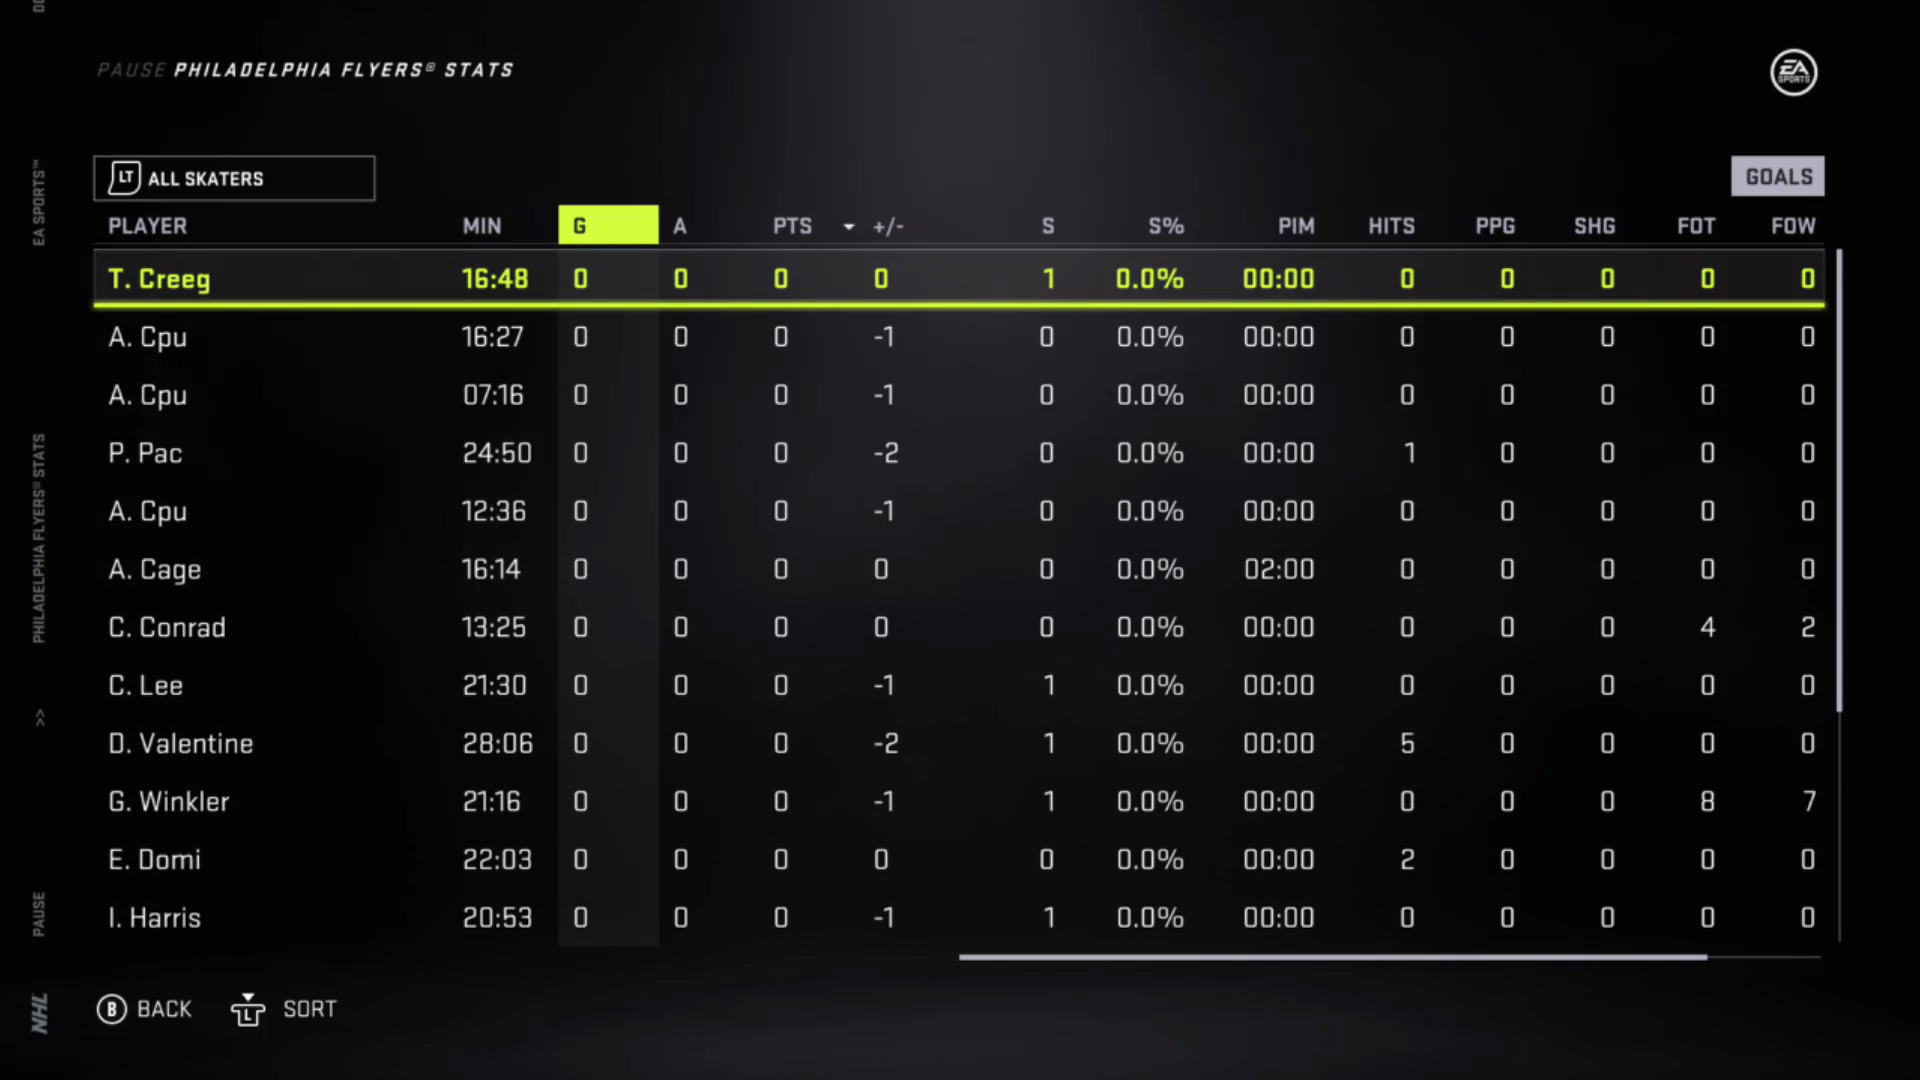 PAUSE PHILADELPHIA FLYERS® STATS
EA SPORTS
LT ALL SKATERS
GOALS
PLAYER MIN G A PTS +/- S S% PIM HITS PPG SHG FOT FOW
T. Creeg 16:48 0 0 0 0 1 0.0% 00:00 0 0 0 0 0
A. Cpu 16:27 0 0 0 -1 0 0.0% 00:00 0 0 0 0 0
A. Cpu 07:16 0 0 0 -1 0 0.0% 00:00 0 0 0 0 0
P. Pac 24:50 0 0 0 -2 0 0.0% 00:00 1 0 0 0 0
A. Cpu 12:36 0 0 0 -1 0 0.0% 00:00 0 0 0 0 0
A. Cage 16:14 0 0 0 0 0 0.0% 02:00 0 0 0 0 0
C. Conrad 13:25 0 0 0 0 0 0.0% 00:00 0 0 0 4 2
C. Lee 21:30 0 0 0 -1 1 0.0% 00:00 0 0 0 0 0
D. Valentine 28:06 0 0 0 -2 1 0.0% 00:00 5 0 0 0 0
G. Winkler 21:16 0 0 0 -1 1 0.0% 00:00 0 0 0 8 7
E. Domi 22:03 0 0 0 0 0 0.0% 00:00 2 0 0 0 0
I. Harris 20:53 0 0 0 -1 1 0.0% 00:00 0 0 0 0 0
B BACK L SORT
NHL PAUSE >> PHILADELPHIA FLYERS® STATS EA SPORTS™